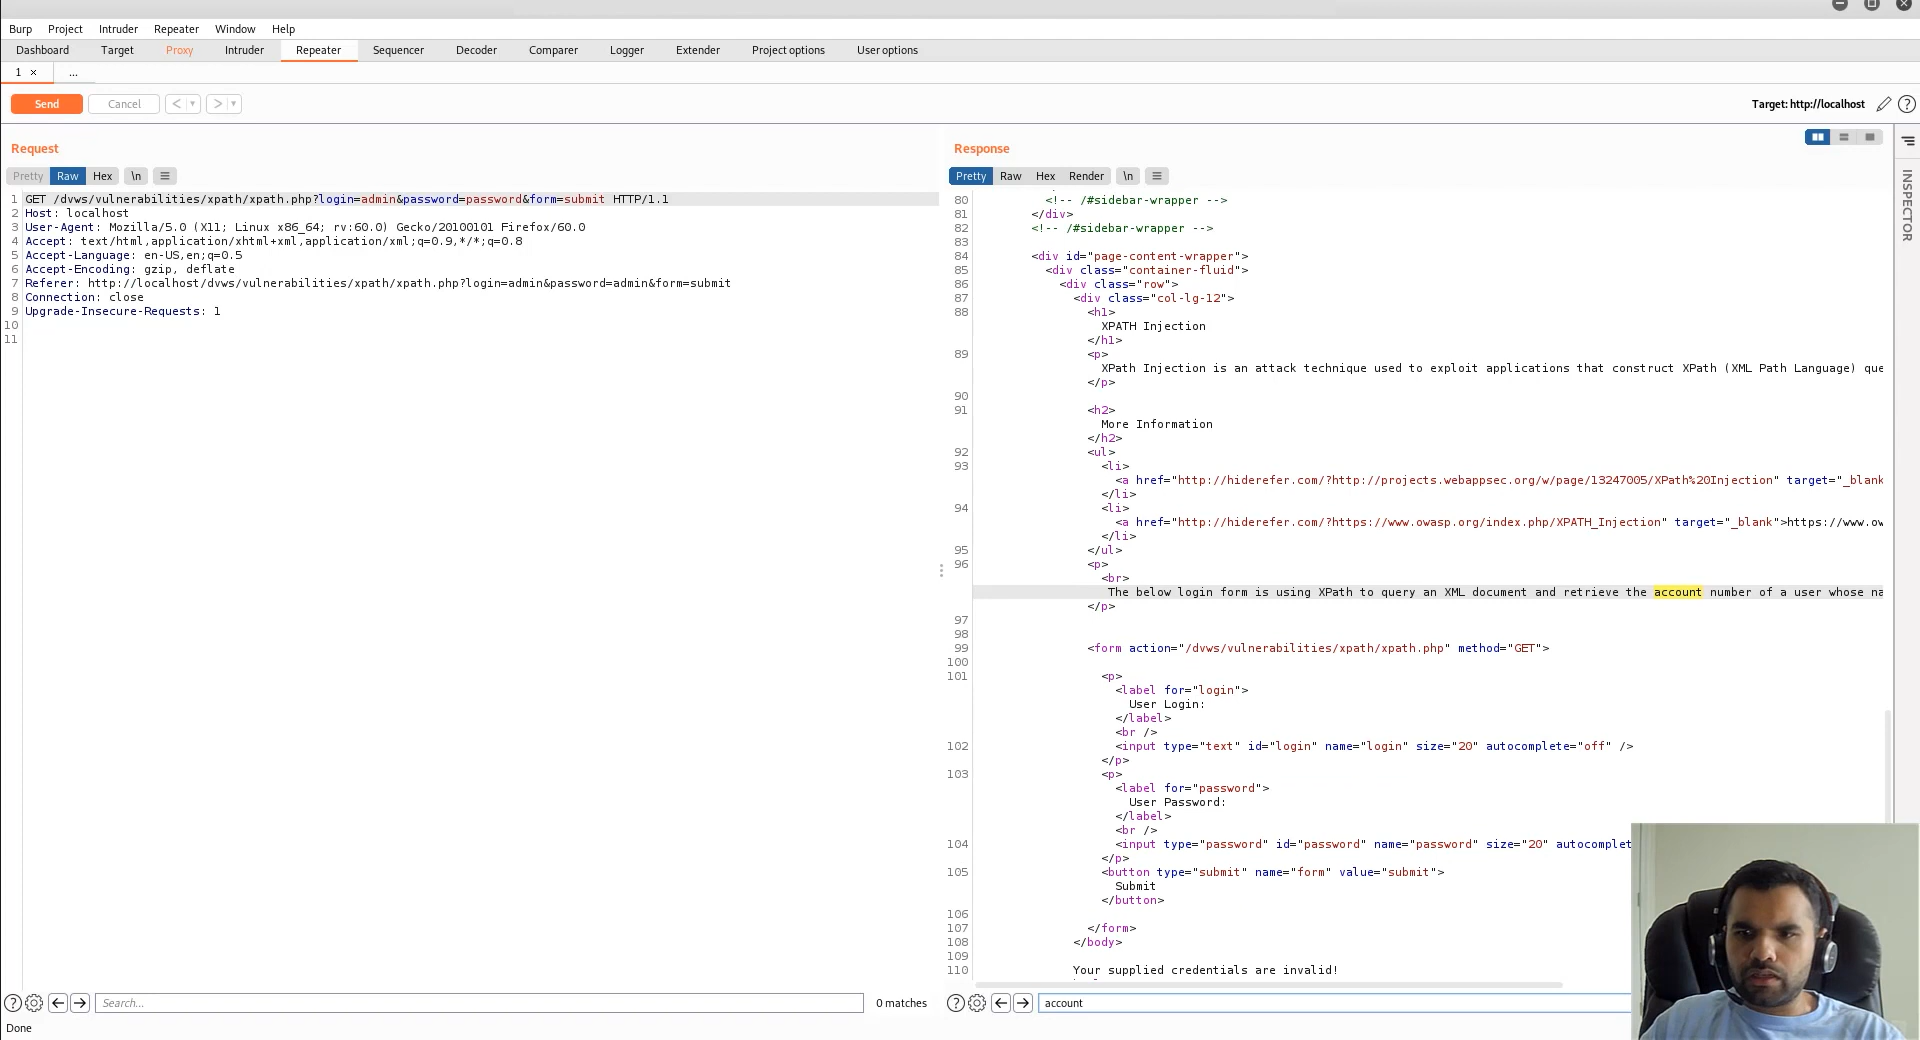 Burp Project Intruder Repeater Window Help
Dashboard Target Proxy Intruder Repeater Sequencer Decoder Comparer Logger Extender Project options User options
1 × ...
Send Cancel < > Target: http://localhost
Request
Pretty Raw Hex \n
1 GET /dvws/vulnerabilities/xpath/xpath.php?login=admin&password=password&form=submit HTTP/1.1
2 Host: localhost
3 User-Agent: Mozilla/5.0 (X11; Linux x86_64; rv:60.0) Gecko/20100101 Firefox/60.0
4 Accept: text/html,application/xhtml+xml,application/xml;q=0.9,*/*;q=0.8
5 Accept-Language: en-US,en;q=0.5
6 Accept-Encoding: gzip, deflate
7 Referer: http://localhost/dvws/vulnerabilities/xpath/xpath.php?login=admin&password=admin&form=submit
8 Connection: close
9 Upgrade-Insecure-Requests: 1
10
11
Search... 0 matches
Done
Response
Pretty Raw Hex Render \n
80 <!-- /#sidebar-wrapper -->
81 </div>
82 <!-- /#sidebar-wrapper -->
83
84 <div id="page-content-wrapper">
85 <div class="container-fluid">
86 <div class="row">
87 <div class="col-lg-12">
88 <h1>
XPATH Injection
</h1>
89 <p>
XPath Injection is an attack technique used to exploit applications that construct XPath (XML Path Language) que
</p>
90
91 <h2>
More Information
</h2>
92 <ul>
93 <li>
<a href="http://hiderefer.com/?http://projects.webappsec.org/w/page/13247005/XPath%20Injection" target="_blank
</li>
94 <li>
<a href="http://hiderefer.com/?https://www.owasp.org/index.php/XPATH_Injection" target="_blank">https://www.ow
</li>
95 </ul>
96 <p>
<br>
The below login form is using XPath to query an XML document and retrieve the account number of a user whose na
</p>
97
98
99 <form action="/dvws/vulnerabilities/xpath/xpath.php" method="GET">
100
101 <p>
<label for="login">
User Login:
</label>
<br />
102 <input type="text" id="login" name="login" size="20" autocomplete="off" />
</p>
103 <p>
<label for="password">
User Password:
</label>
<br />
104 <input type="password" id="password" name="password" size="20" autocomplet
</p>
105 <button type="submit" name="form" value="submit">
Submit
</button>
106
107 </form>
108 </body>
109
110 Your supplied credentials are invalid!
account
INSPECTOR